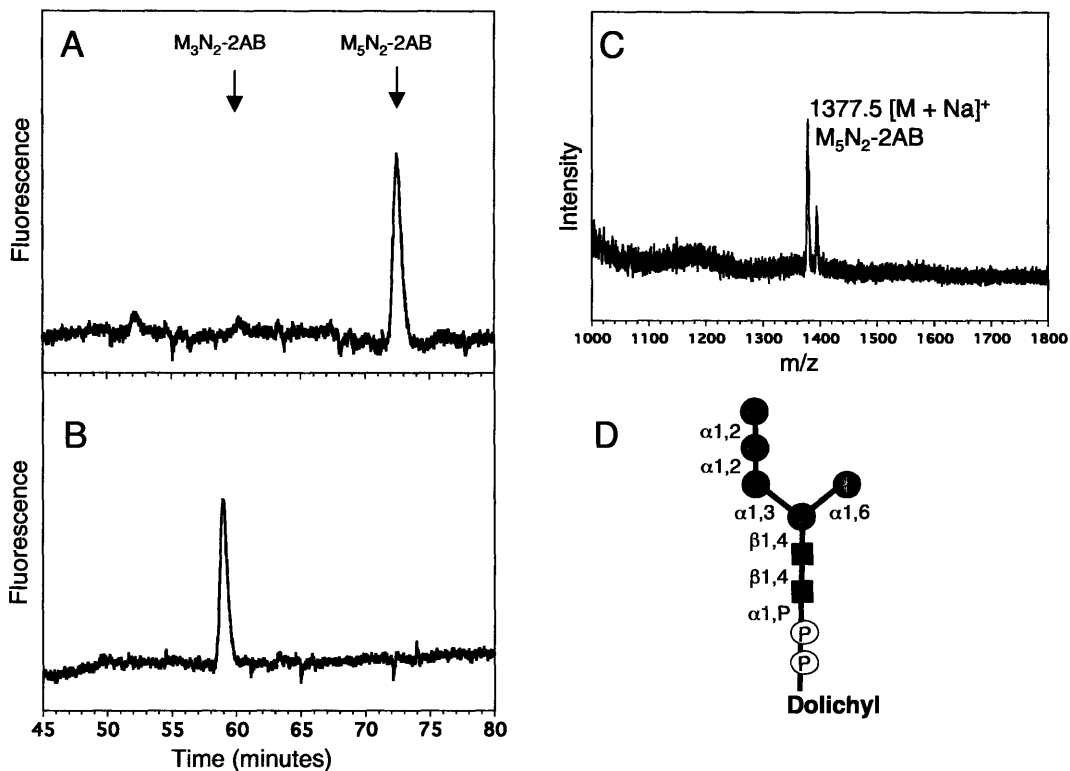 A
M₃N₂-2AB
M₅N₂-2AB
Fluorescence
B
Fluorescence
45 50 55 60 65 70 75 80
Time (minutes)
C
1377.5 [M + Na]⁺
M₅N₂-2AB
Intensity
1000 1100 1200 1300 1400 1500 1600 1700 1800
m/z
D
α1,2
α1,2
α1,3
α1,6
β1,4
β1,4
α1,P
P
P
Dolichyl